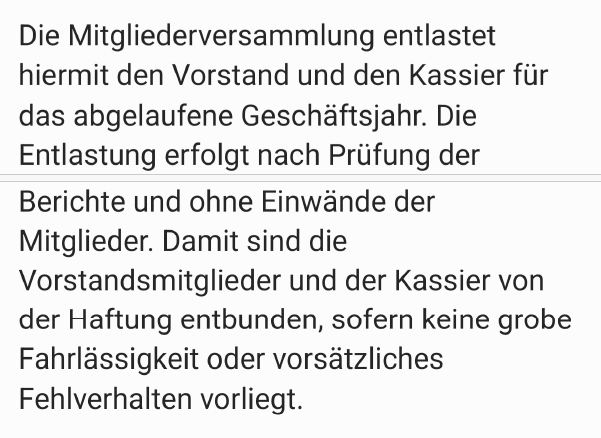 Die Mitgliederversammlung entlastet
hiermit den Vorstand und den Kassier für
das abgelaufene Geschäftsjahr. Die
Entlastung erfolgt nach Prüfung der
Berichte und ohne Einwände der
Mitglieder. Damit sind die
Vorstandsmitglieder und der Kassier von
der Haftung entbunden, sofern keine grobe
Fahrlässigkeit oder vorsätzliches
Fehlverhalten vorliegt.